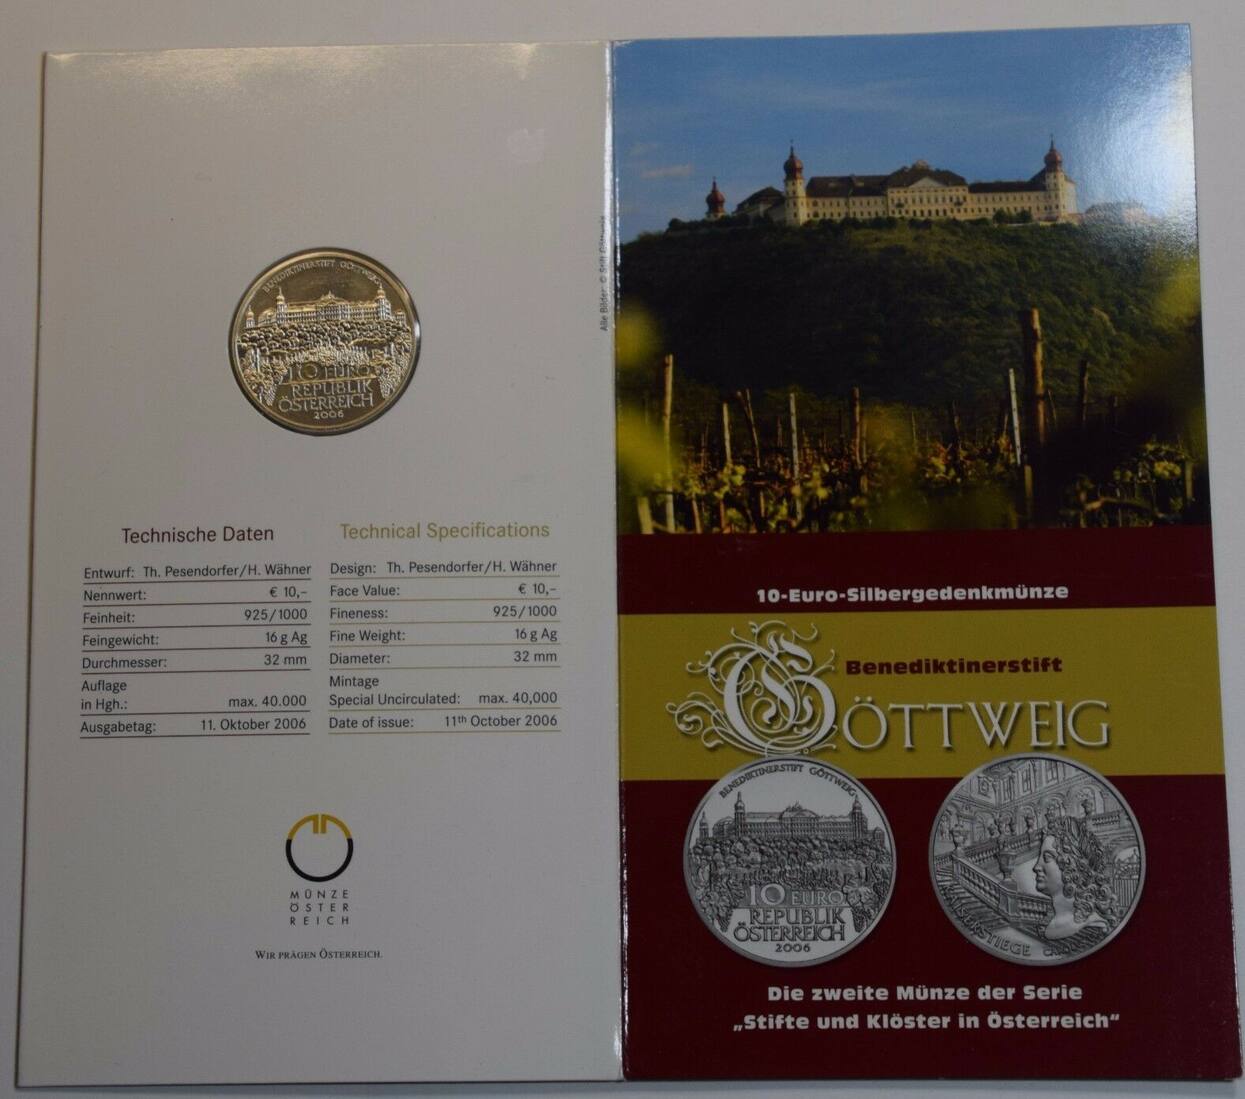 BENEDIKTINERSTIFT GÖTTWEIG
10 EURO
REPUBLIK
ÖSTERREICH
2006
Alle Bilder: © Stift Göttweig
Technische Daten
Entwurf: Th. Pesendorfer/H. Wähner
Nennwert: € 10,–
Feinheit: 925/1000
Feingewicht: 16 g Ag
Durchmesser: 32 mm
Auflage
in Hgh.: max. 40.000
Ausgabetag: 11. Oktober 2006
Technical Specifications
Design: Th. Pesendorfer/H. Wähner
Face Value: € 10,–
Fineness: 925/1000
Fine Weight: 16 g Ag
Diameter: 32 mm
Mintage
Special Uncirculated: max. 40,000
Date of issue: 11th October 2006
MÜNZE
ÖSTER
REICH
WIR PRÄGEN ÖSTERREICH.
10-Euro-Silbergedenkmünze
Benediktinerstift
GÖTTWEIG
BENEDIKTINERSTIFT GÖTTWEIG
10 EURO
REPUBLIK
ÖSTERREICH
2006
KAISERSTIEGE
Die zweite Münze der Serie
„Stifte und Klöster in Österreich“